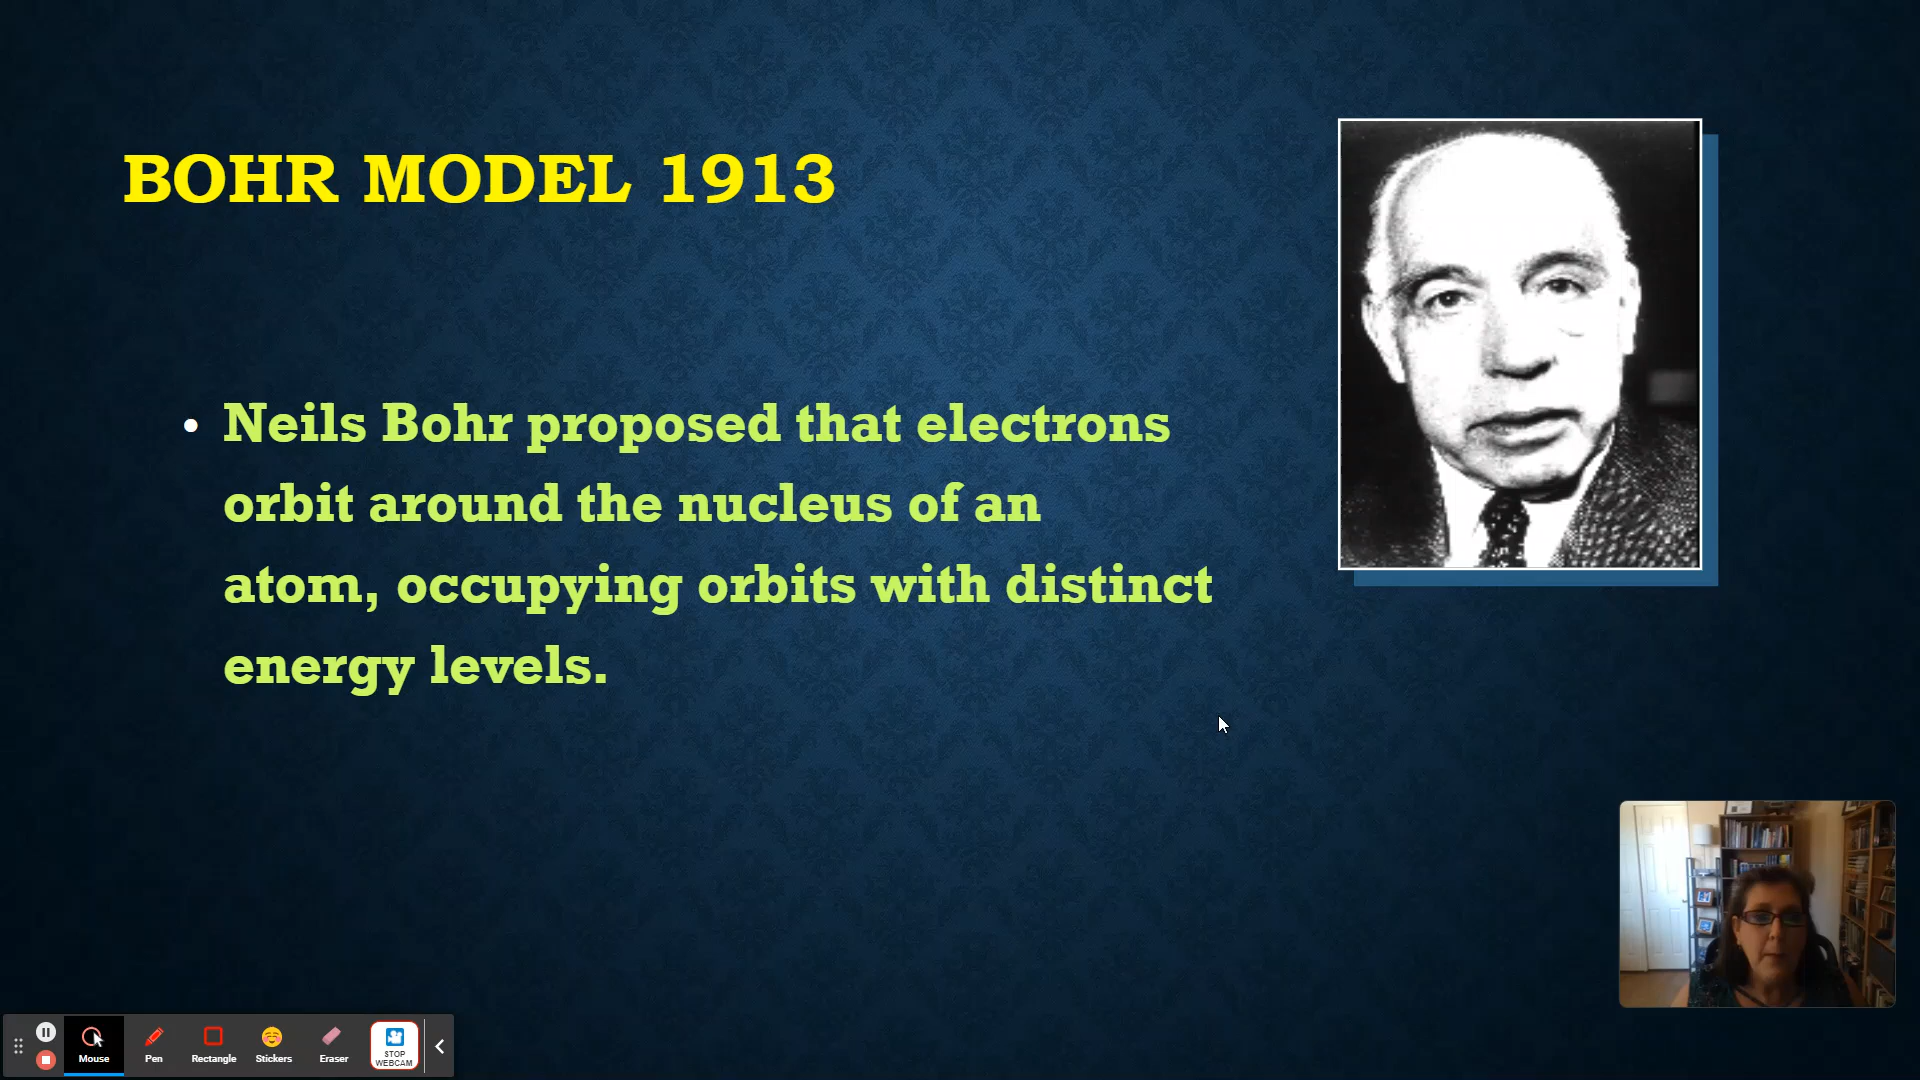 BOHR MODEL 1913
• Neils Bohr proposed that electrons
orbit around the nucleus of an
atom, occupying orbits with distinct
energy levels.
Mouse
Pen
Rectangle
Stickers
Eraser
STOP
WEBCAM